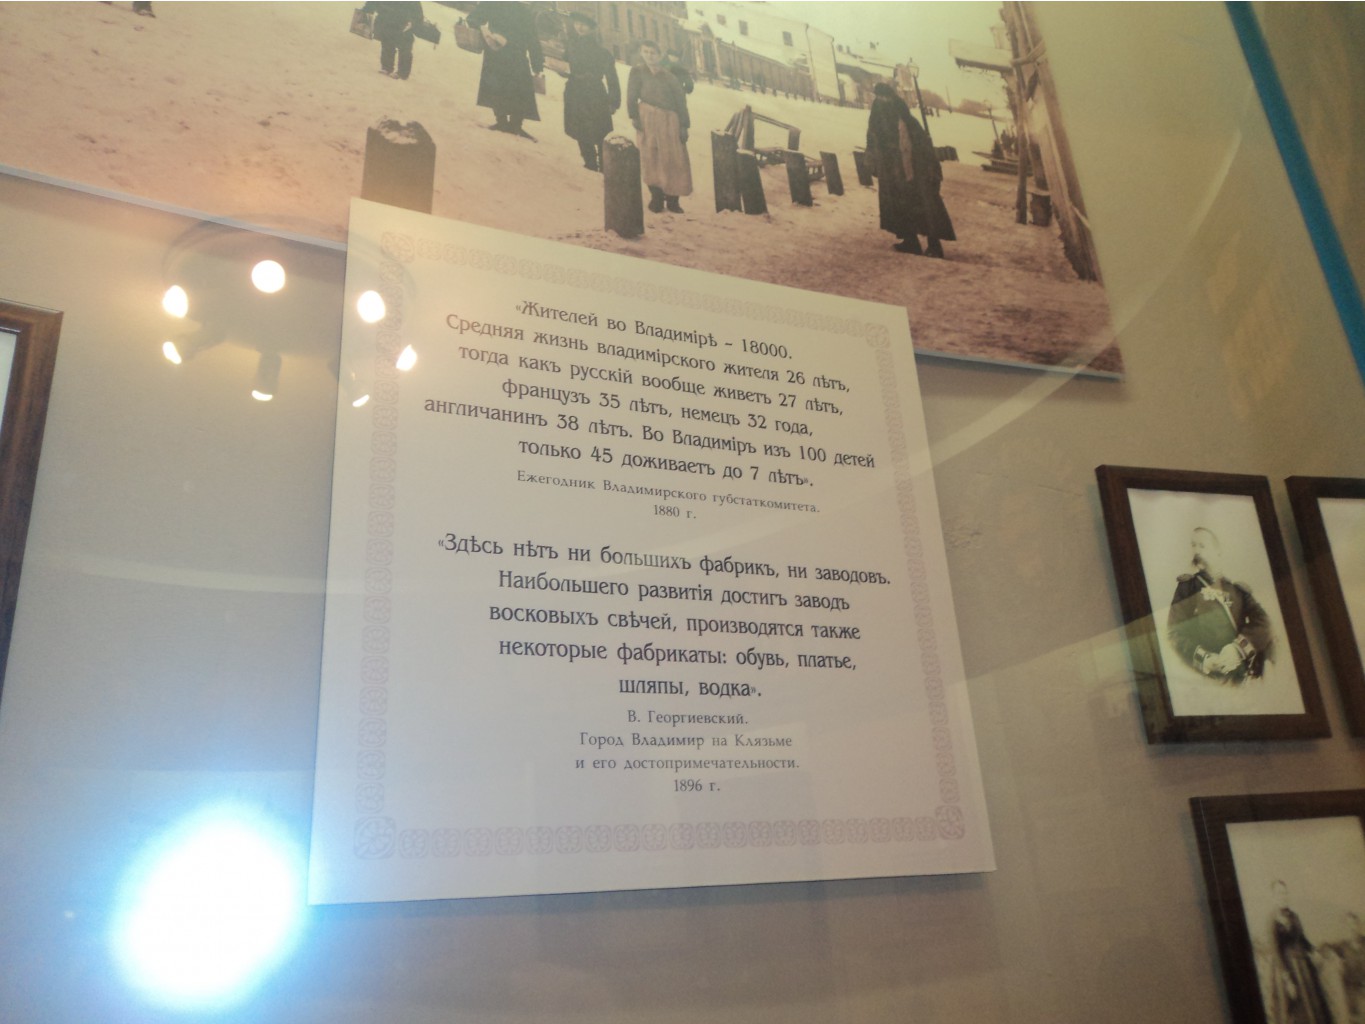 «Жителей во Владимірѣ – 18000.
Средняя жизнь владимірского жителя 26 лѣтъ,
тогда какъ русскій вообще живетъ 27 лѣтъ,
французъ 35 лѣтъ, немецъ 32 года,
англичанинъ 38 лѣтъ. Во Владиміръ изъ 100 детей
только 45 доживаетъ до 7 лѣтъ».
Ежегодник Владимирского губстаткомитета.
1880 г.
«Здѣсь нѣтъ ни большихъ фабрикъ, ни заводовъ.
Наибольшего развитія достигъ заводъ
восковыхъ свѣчей, производятся также
некоторые фабрикаты: обувь, платье,
шляпы, водка».
В. Георгиевский.
Город Владимир на Клязьме
и его достопримечательности.
1896 г.